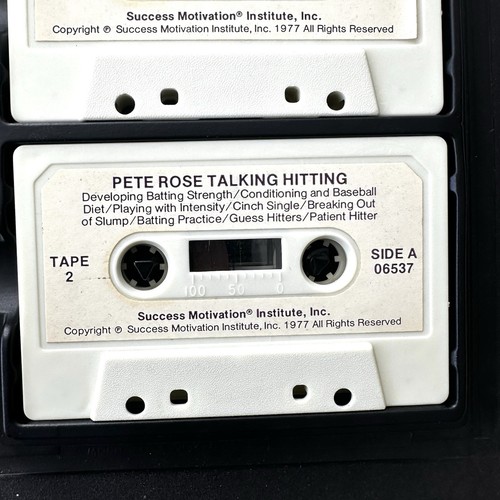 Success Motivation® Institute, Inc.
Copyright ℗ Success Motivation Institute, Inc. 1977 All Rights Reserved
PETE ROSE TALKING HITTING
Developing Batting Strength/Conditioning and Baseball
Diet/Playing with Intensity/Cinch Single/Breaking Out
of Slump/Batting Practice/Guess Hitters/Patient Hitter
TAPE
2
SIDE A
06537
100 50 0
Success Motivation® Institute, Inc.
Copyright ℗ Success Motivation Institute, Inc. 1977 All Rights Reserved